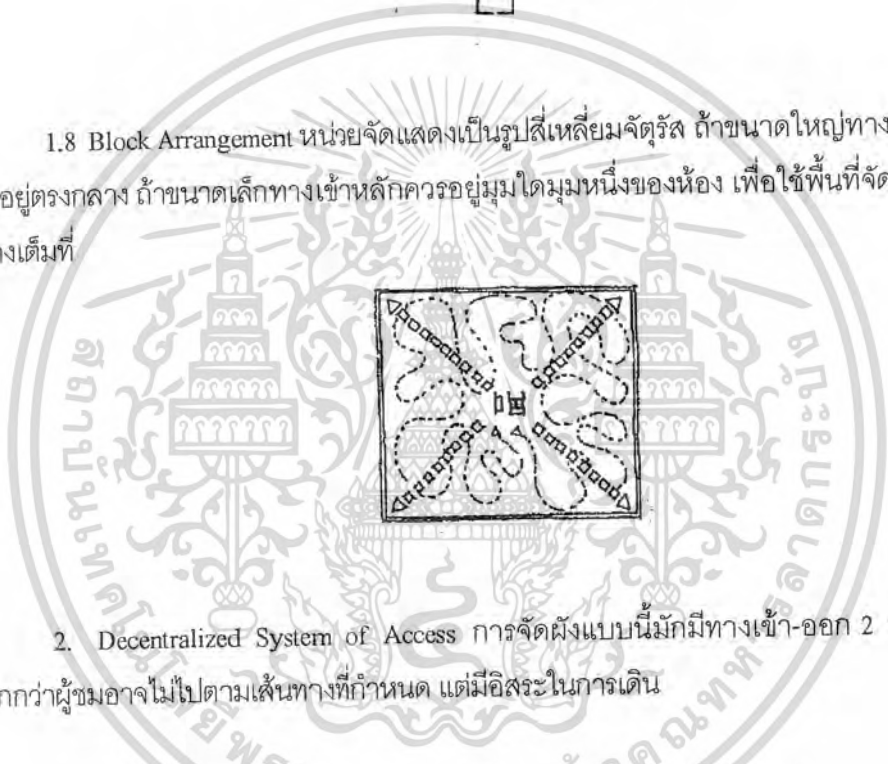 1.8 Block Arrangement หน่วยจัดแสดงเป็นรูปสี่เหลี่ยมจัตุรัส ถ้าขนาดใหญ่ทาง
อยู่ตรงกลาง ถ้าขนาดเล็กทางเข้าหลักควรอยู่มุมใดมุมหนึ่งของห้อง เพื่อใช้พื้นที่จัด
างเต็มที่
2. Decentralized System of Access การจัดผังแบบนี้มักมีทางเข้า-ออก 2
กกว่าผู้ชมอาจไม่ไปตามเส้นทางที่กำหนด แต่มีอิสระในการเดิน